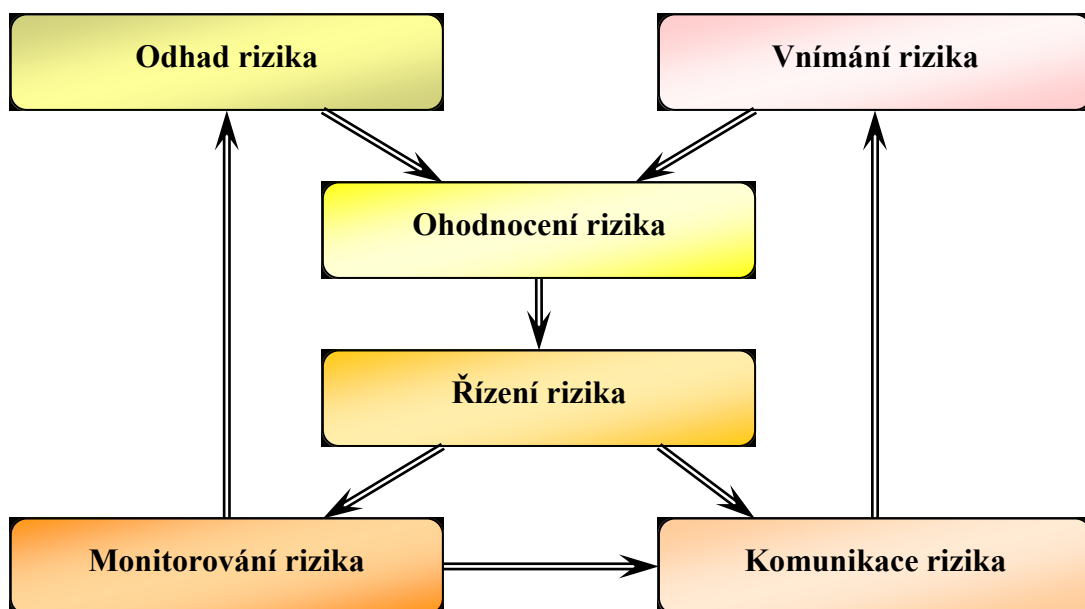 Odhad rizika
Vnímání rizika
Ohodnocení rizika
Řízení rizika
Monitorování rizika
Komunikace rizika